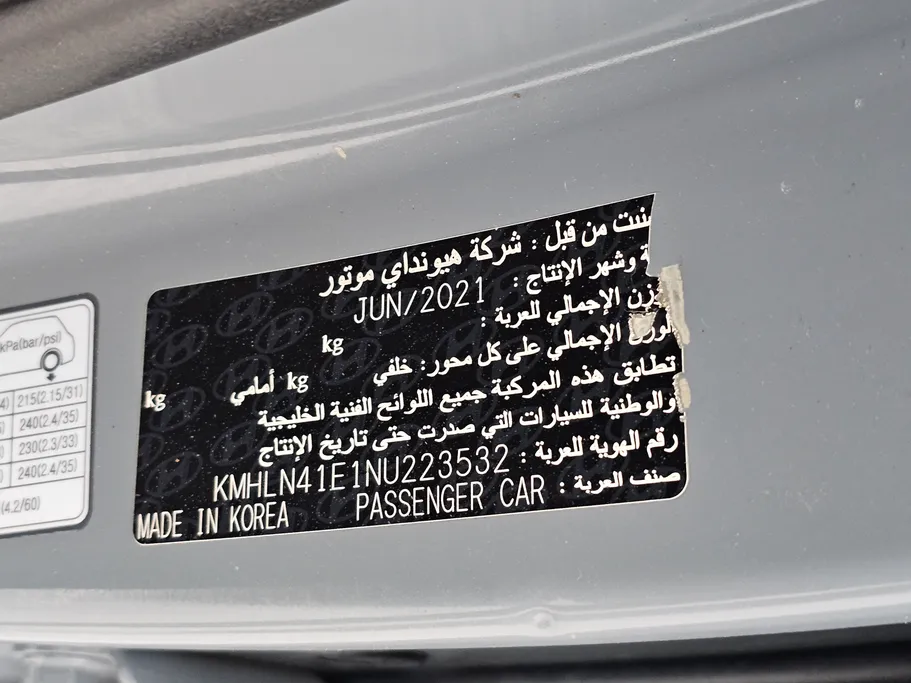 kPa(bar/psi)
215(2.15/31)
240(2.4/35)
230(2.3/33)
240(2.4/35)
(4.2/60)
من قبل : شركة هيونداي موتور
وشهر الإنتاج : JUN/2021
الإجمالي للعربة :
kg
الإجمالي على كل محور: خلفي kg أمامي kg
تطابق هذه المركبة جميع اللوائح الفنية الخليجية
والوطنية للسيارات التي صدرت حتى تاريخ الإنتاج
رقم الهوية للعربة : KMHLN41E1NU223532
صنف العربة : PASSENGER CAR MADE IN KOREA